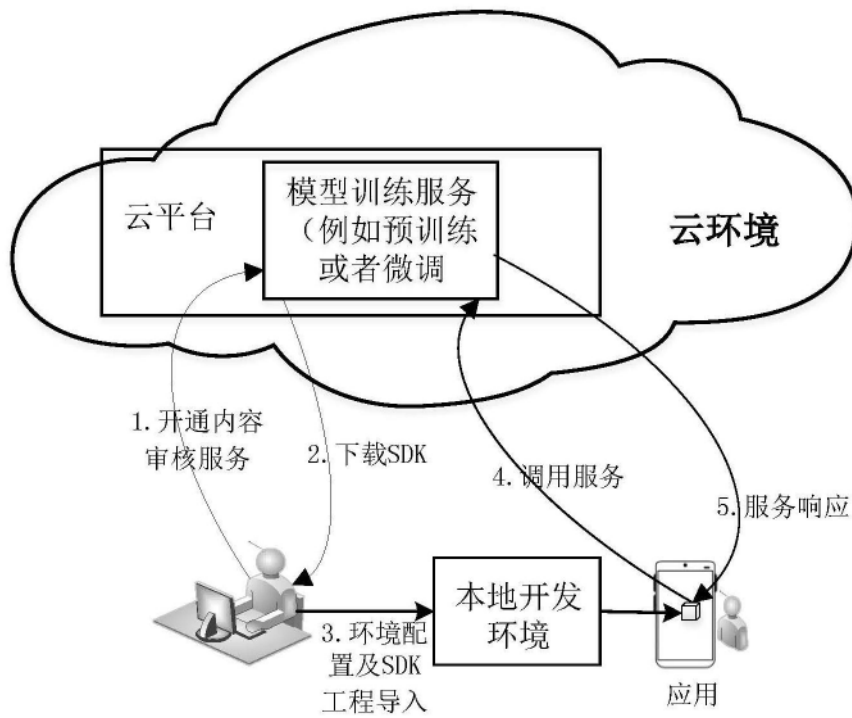 云平台
模型训练服务
（例如预训练
或者微调
云环境
1.开通内容
审核服务
2.下载SDK
4.调用服务
5.服务响应
3.环境配
置及SDK
工程导入
本地开发
环境
应用